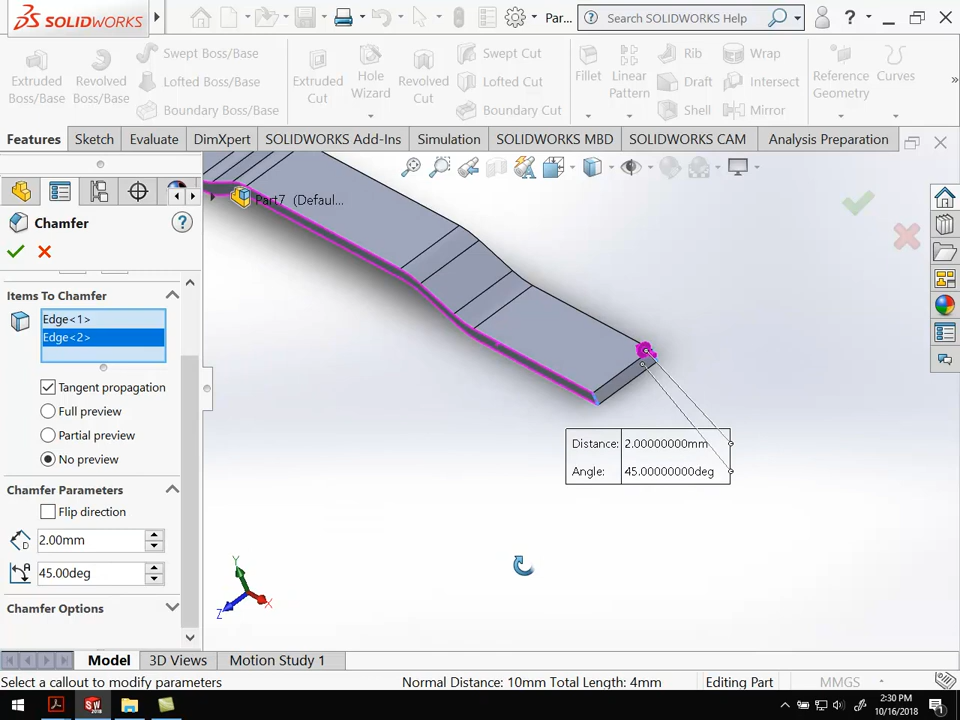 SOLIDWORKS
Par...
Search SOLIDWORKS Help
Extruded Boss/Base
Revolved Boss/Base
Swept Boss/Base
Lofted Boss/Base
Boundary Boss/Base
Extruded Cut
Hole Wizard
Revolved Cut
Swept Cut
Lofted Cut
Boundary Cut
Fillet
Linear Pattern
Rib
Draft
Shell
Wrap
Intersect
Mirror
Reference Geometry
Curves
Features
Sketch
Evaluate
DimXpert
SOLIDWORKS Add-Ins
Simulation
SOLIDWORKS MBD
SOLIDWORKS CAM
Analysis Preparation
Part7 (Defaul...
Chamfer
Items To Chamfer
Edge<1>
Edge<2>
Tangent propagation
Full preview
Partial preview
No preview
Chamfer Parameters
Flip direction
2.00mm
45.00deg
Chamfer Options
Distance: 2.00000000mm
Angle: 45.00000000deg
Y
Z
X
Model
3D Views
Motion Study 1
Select a callout to modify parameters
Normal Distance: 10mm Total Length: 4mm
Editing Part
MMGS
2:30 PM
10/16/2018